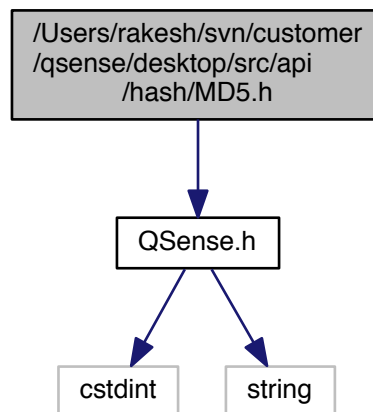 /Users/rakesh/svn/customer
/qsense/desktop/src/api
/hash/MD5.h
QSense.h
cstdint
string